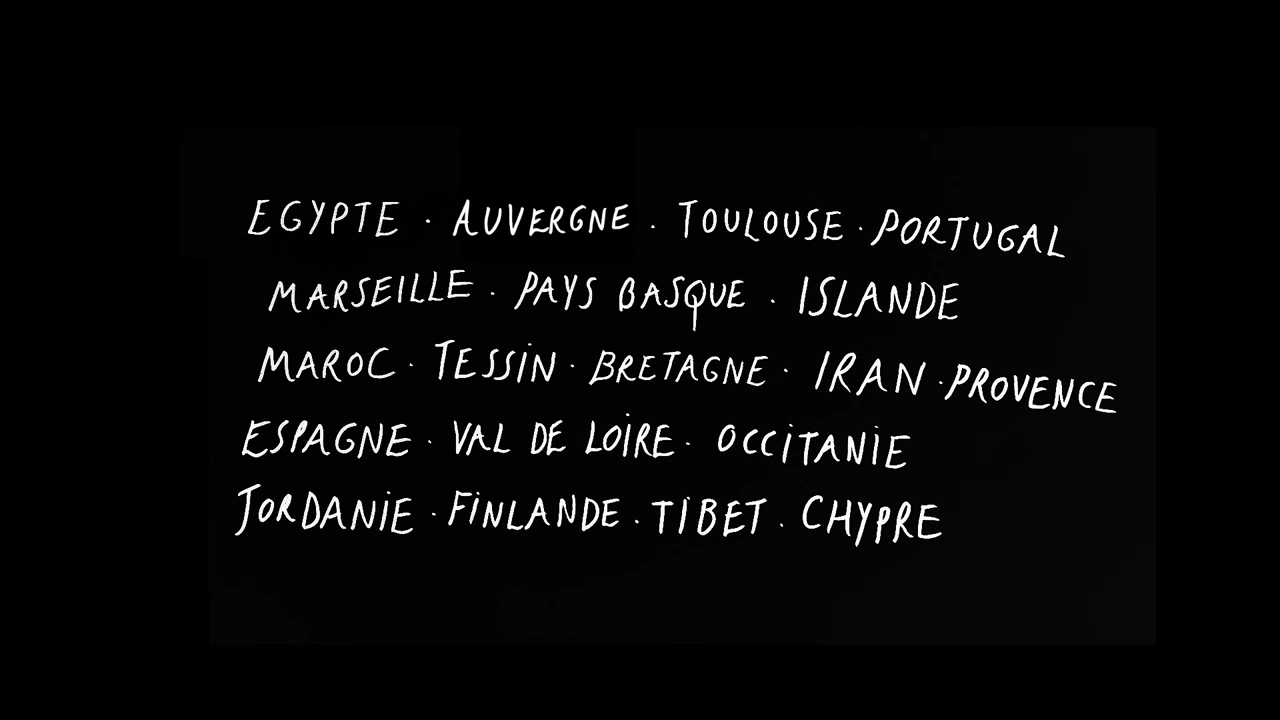 EGYPTE . AUVERGNE . TOULOUSE . PORTUGAL
MARSEILLE . PAYS BASQUE . ISLANDE
MAROC . TESSIN . BRETAGNE . IRAN . PROVENCE
ESPAGNE . VAL DE LOIRE . OCCITANIE
JORDANIE . FINLANDE . TIBET . CHYPRE